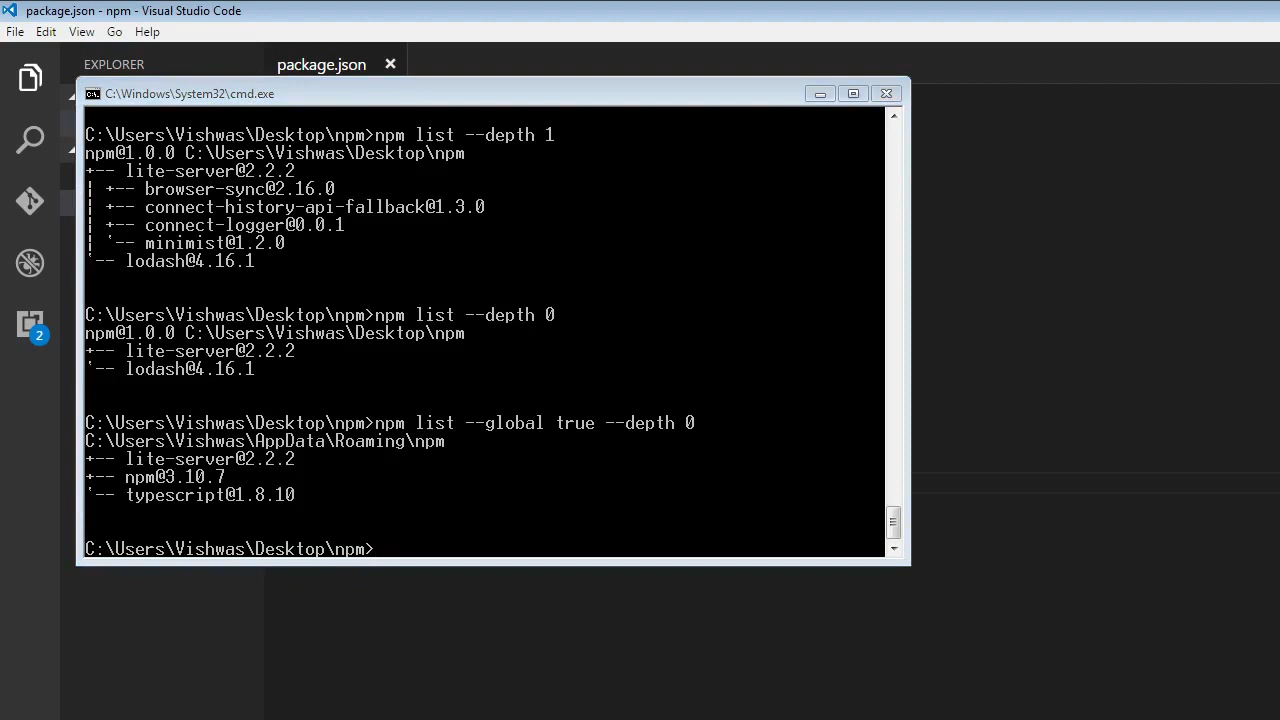 package.json - npm - Visual Studio Code
File Edit View Go Help
EXPLORER
package.json
C:\Windows\System32\cmd.exe
C:\Users\Vishwas\Desktop\npm>npm list --depth 1
npm@1.0.0 C:\Users\Vishwas\Desktop\npm
+-- lite-server@2.2.2
| +-- browser-sync@2.16.0
| +-- connect-history-api-fallback@1.3.0
| +-- connect-logger@0.0.1
| `-- minimist@1.2.0
`-- lodash@4.16.1
C:\Users\Vishwas\Desktop\npm>npm list --depth 0
npm@1.0.0 C:\Users\Vishwas\Desktop\npm
+-- lite-server@2.2.2
`-- lodash@4.16.1
C:\Users\Vishwas\Desktop\npm>npm list --global true --depth 0
C:\Users\Vishwas\AppData\Roaming\npm
+-- lite-server@2.2.2
+-- npm@3.10.7
`-- typescript@1.8.10
C:\Users\Vishwas\Desktop\npm>
2